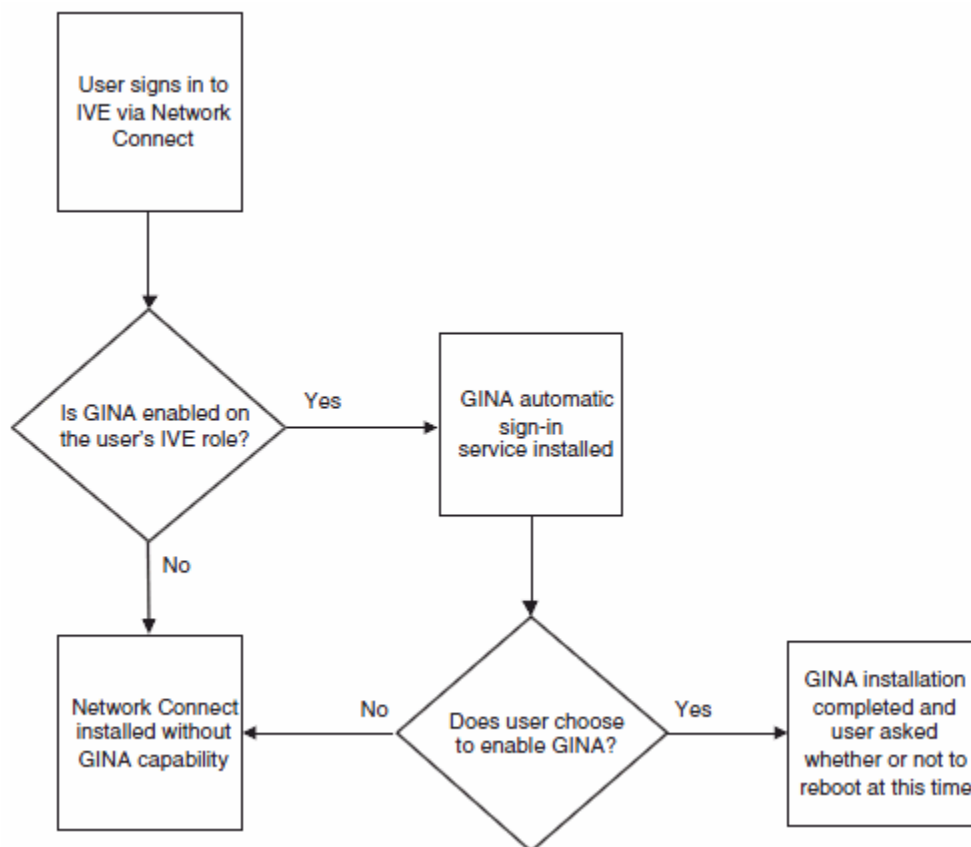 User signs in to
IVE via Network
Connect
Is GINA enabled on
the user's IVE role?
Yes
GINA automatic
sign-in
service installed
No
Network Connect
installed without
GINA capability
No
Does user choose
to enable GINA?
Yes
GINA installation
completed and
user asked
whether or not to
reboot at this time